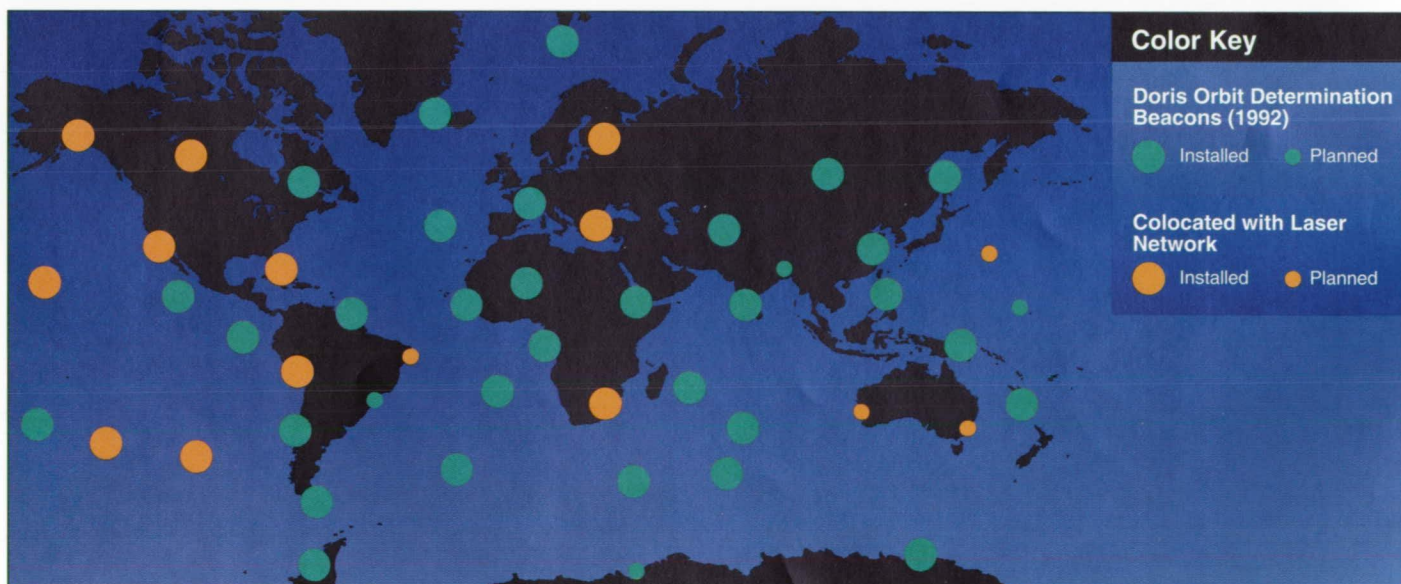 Color Key
Doris Orbit Determination
Beacons (1992)
Installed Planned
Colocated with Laser
Network
Installed Planned